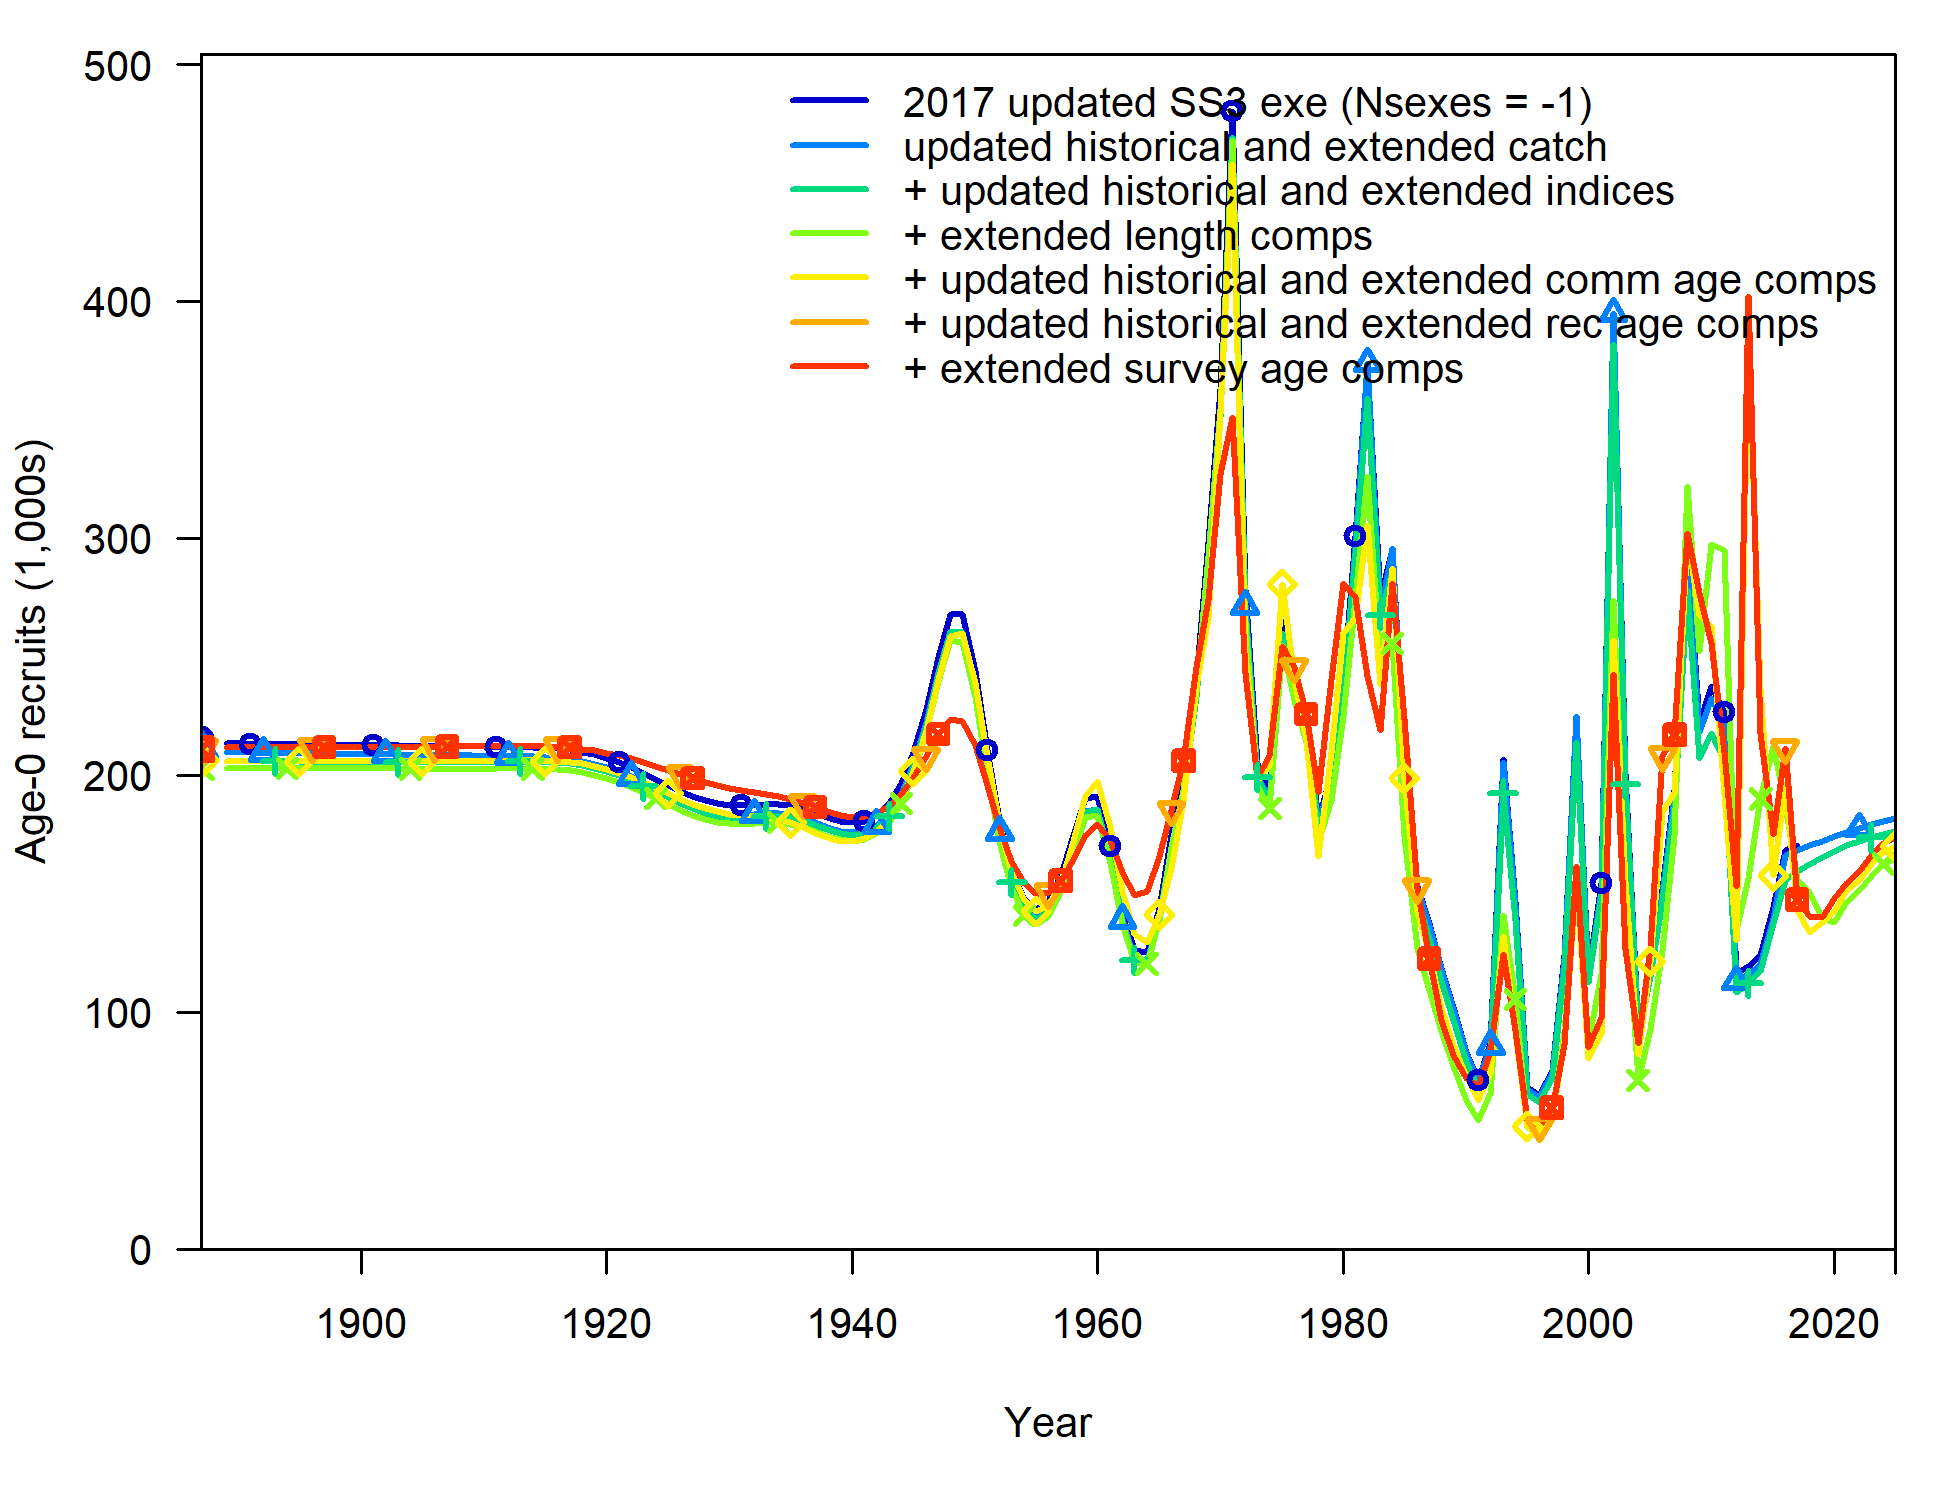 500
400
300
200
100
0
Age-0 recruits (1,000s)
2017 updated SS3 exe (Nsexes = -1)
updated historical and extended catch
+ updated historical and extended indices
+ extended length comps
+ updated historical and extended comm age comps
+ updated historical and extended rec age comps
+ extended survey age comps
1900 1920 1940 1960 1980 2000 2020
Year